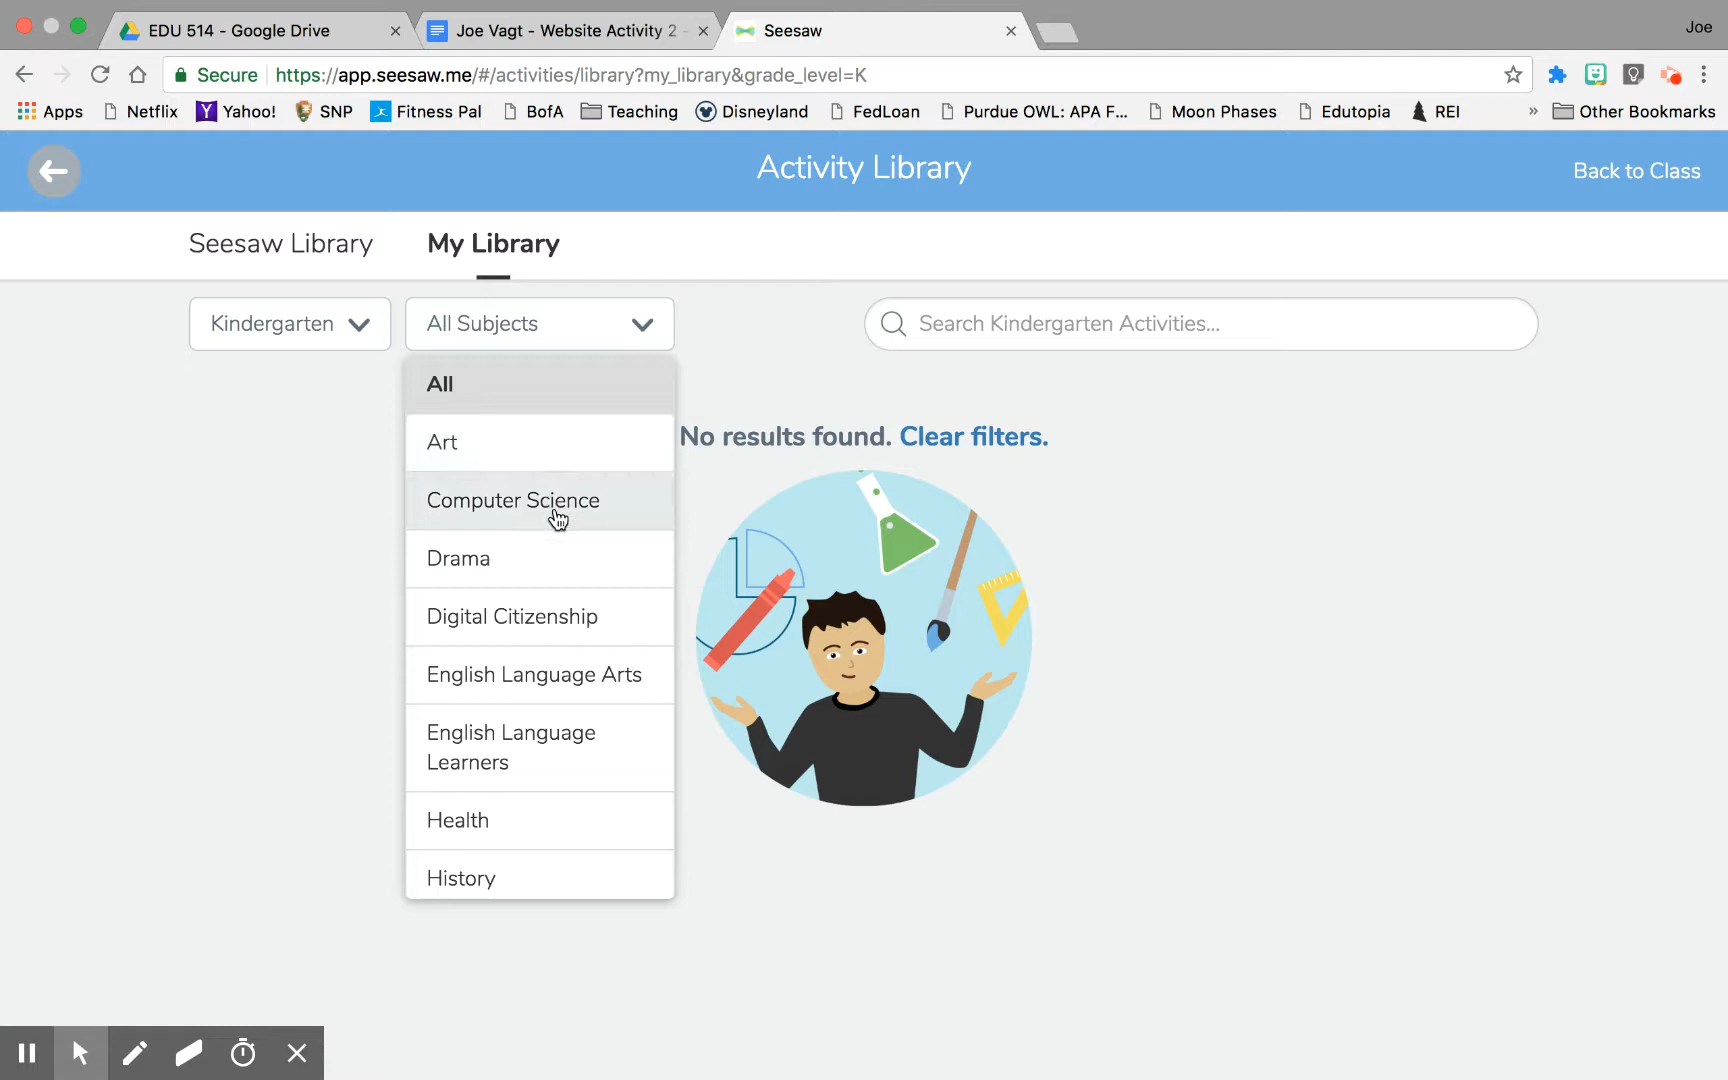 EDU 514 - Google Drive
Joe Vagt - Website Activity 2 -
Seesaw
Joe
Secure
https://app.seesaw.me/#/activities/library?my_library&grade_level=K
Apps
Netflix
Yahoo!
SNP
Fitness Pal
BofA
Teaching
Disneyland
FedLoan
Purdue OWL: APA F...
Moon Phases
Edutopia
REI
»
Other Bookmarks
Activity Library
Back to Class
Seesaw Library
My Library
Kindergarten
All Subjects
Search Kindergarten Activities...
All
Art
Computer Science
Drama
Digital Citizenship
English Language Arts
English Language
Learners
Health
History
No results found. Clear filters.